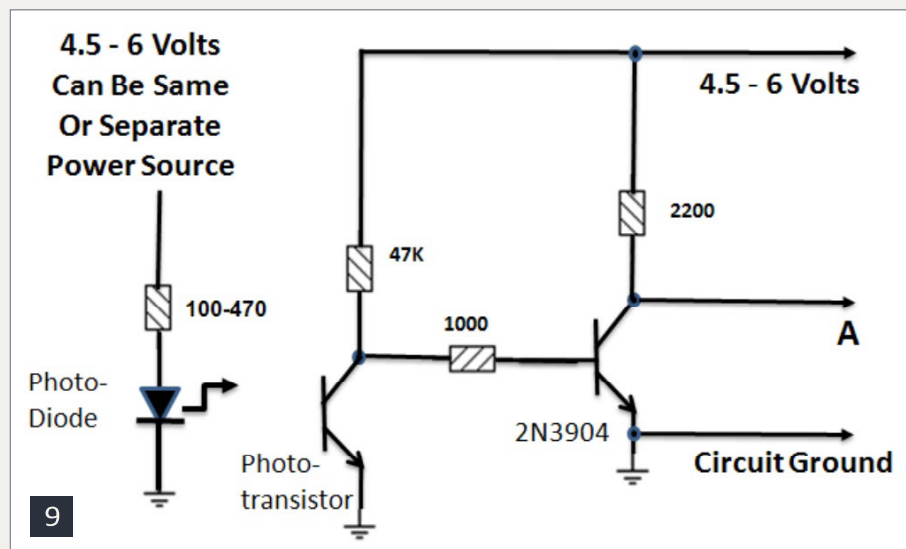 4.5 - 6 Volts
Can Be Same
Or Separate
Power Source
4.5 - 6 Volts
2200
47K
100-470
1000
A
Photo-
Diode
2N3904
Circuit Ground
Photo-
transistor
9